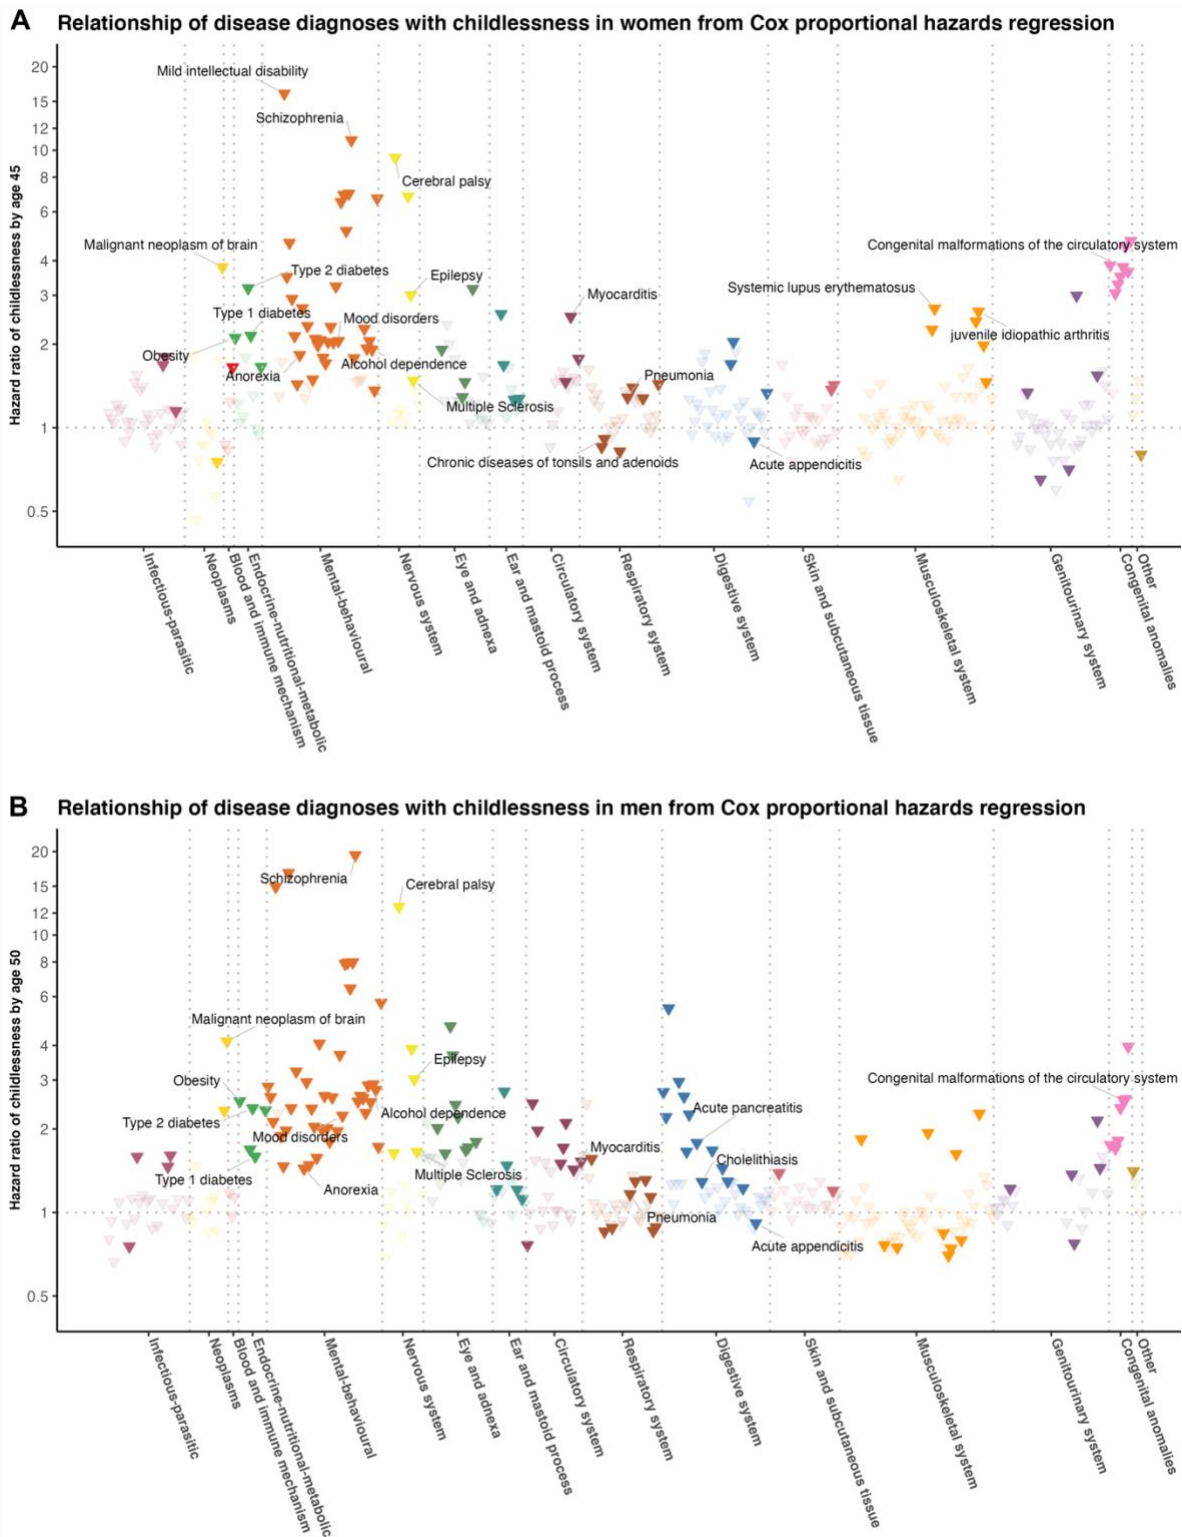 A Relationship of disease diagnoses with childlessness in women from Cox proportional hazards regression
Hazard ratio of childlessness by age 45
20
15
12
10
8
6
4
3
2
1
0.5
Mild intellectual disability
Schizophrenia
Cerebral palsy
Malignant neoplasm of brain
Congenital malformations of the circulatory system
Type 2 diabetes
Epilepsy
Systemic lupus erythematosus
Myocarditis
Type 1 diabetes
Mood disorders
juvenile idiopathic arthritis
Obesity
Alcohol dependence
Anorexia
Pneumonia
Multiple Sclerosis
Chronic diseases of tonsils and adenoids
Acute appendicitis
Infectious-parasitic
Neoplasms
Blood and immune mechanism
Endocrine-nutritional-metabolic
Mental-behavioural
Nervous system
Eye and adnexa
Ear and mastoid process
Circulatory system
Respiratory system
Digestive system
Skin and subcutaneous tissue
Musculoskeletal system
Genitourinary system
Congenital anomalies
Other
B Relationship of disease diagnoses with childlessness in men from Cox proportional hazards regression
Hazard ratio of childlessness by age 50
20
15
12
10
8
6
4
3
2
1
0.5
Schizophrenia
Cerebral palsy
Malignant neoplasm of brain
Epilepsy
Obesity
Congenital malformations of the circulatory system
Type 2 diabetes
Alcohol dependence
Acute pancreatitis
Mood disorders
Myocarditis
Cholelithiasis
Type 1 diabetes
Multiple Sclerosis
Anorexia
Pneumonia
Acute appendicitis
Infectious-parasitic
Neoplasms
Blood and immune mechanism
Endocrine-nutritional-metabolic
Mental-behavioural
Nervous system
Eye and adnexa
Ear and mastoid process
Circulatory system
Respiratory system
Digestive system
Skin and subcutaneous tissue
Musculoskeletal system
Genitourinary system
Congenital anomalies
Other